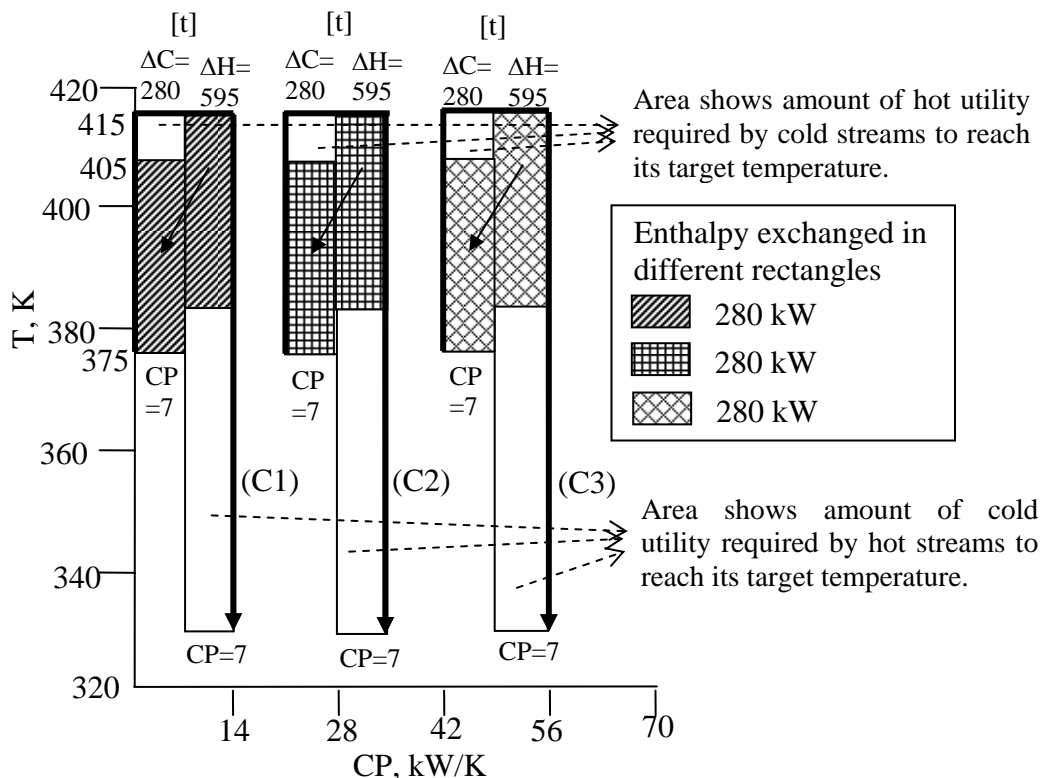 [t] [t] [t]
ΔC= ΔH= ΔC= ΔH= ΔC= ΔH=
280 595 280 595 280 595
420
415
405
400
380
375
360
340
320
T, K
CP
=7
CP
=7
CP
=7
(C1) (C2) (C3)
CP=7 CP=7 CP=7
14 28 42 56 70
CP, kW/K
Area shows amount of hot utility
required by cold streams to reach
its target temperature.
Enthalpy exchanged in
different rectangles
280 kW
280 kW
280 kW
Area shows amount of cold
utility required by hot streams to
reach its target temperature.